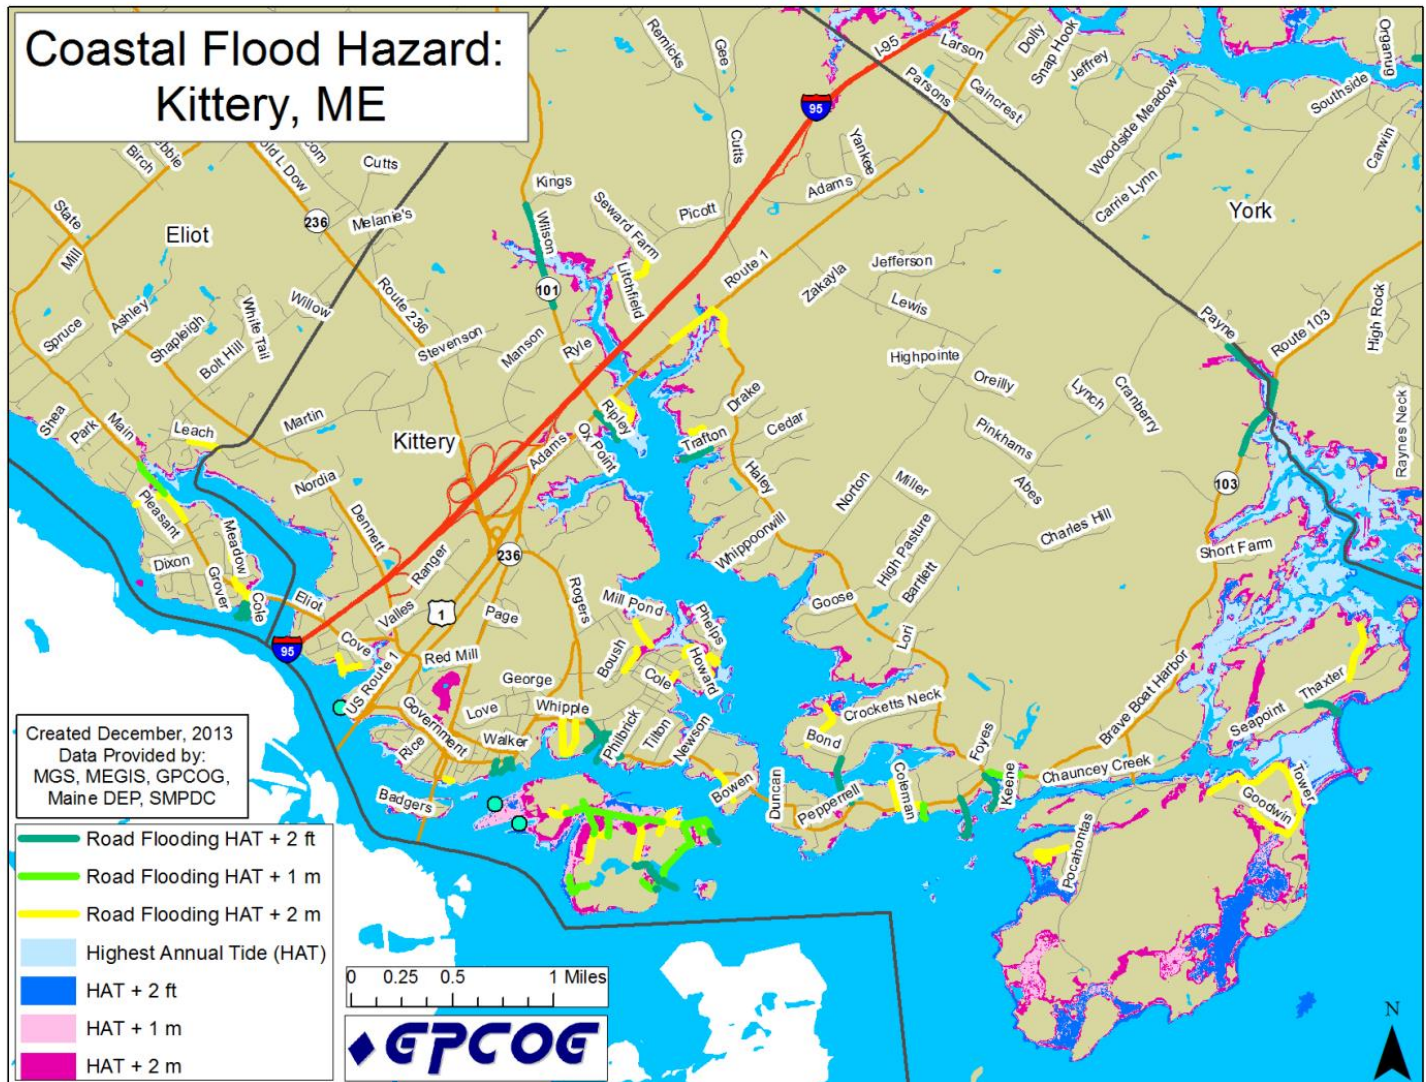 Coastal Flood Hazard:
Kittery, ME
Remicks
Gee
I-95
Larson
Dolly
Snap Hook
Jeffrey
Organug
Parsons
Caincrest
Woodside Meadow
Southside
95
Birch
Old L Dow
Cutts
Cutts
Yankee
Carwin
Kings
Adams
State
236
Melanie's
Wilson
Seward Farm
Picott
Carrie Lynn
York
Eliot
Mill
Litchfield
Route 1
Jefferson
Zakayla
101
Lewis
Willow
Route 236
Ashley
White Tail
Spruce
Shapleigh
Bolt Hill
Stevenson
Manson
Ryle
Payne
Route 103
High Rock
Highpointe
Oreilly
Lynch
Cranberry
Drake
Shea
Park
Main
Leach
Martin
Kittery
Adams
Ripley
Ox Point
Trafton
Cedar
Pinkhams
Raynes Neck
Haley
Nordia
Dennett
Norton
Miller
Abes
103
Pleasant
Meadow
Whippoorwill
Charles Hill
High Pasture
Short Farm
Dixon
Grover
Cole
Eliot
Ranger
236
Valles
1
Page
Rogers
Mill Pond
Phelps
Goose
Bartlett
95
Cove
Red Mill
Boush
Cole
Howard
Lori
US Route 1
George
Brave Boat Harbor
Thaxter
Government
Love
Whipple
Crocketts Neck
Seapoint
Rice
Walker
Philbrick
Tilton
Newson
Bond
Foyes
Chauncey Creek
Badgers
Bowen
Duncan
Pepperrell
Coleman
Keene
Goodwin
Tower
Pocahontas
Created December, 2013
Data Provided by:
MGS, MEGIS, GPCOG,
Maine DEP, SMPDC
Road Flooding HAT + 2 ft
Road Flooding HAT + 1 m
Road Flooding HAT + 2 m
Highest Annual Tide (HAT)
HAT + 2 ft
HAT + 1 m
HAT + 2 m
0 0.25 0.5 1 Miles
GPCOG
N